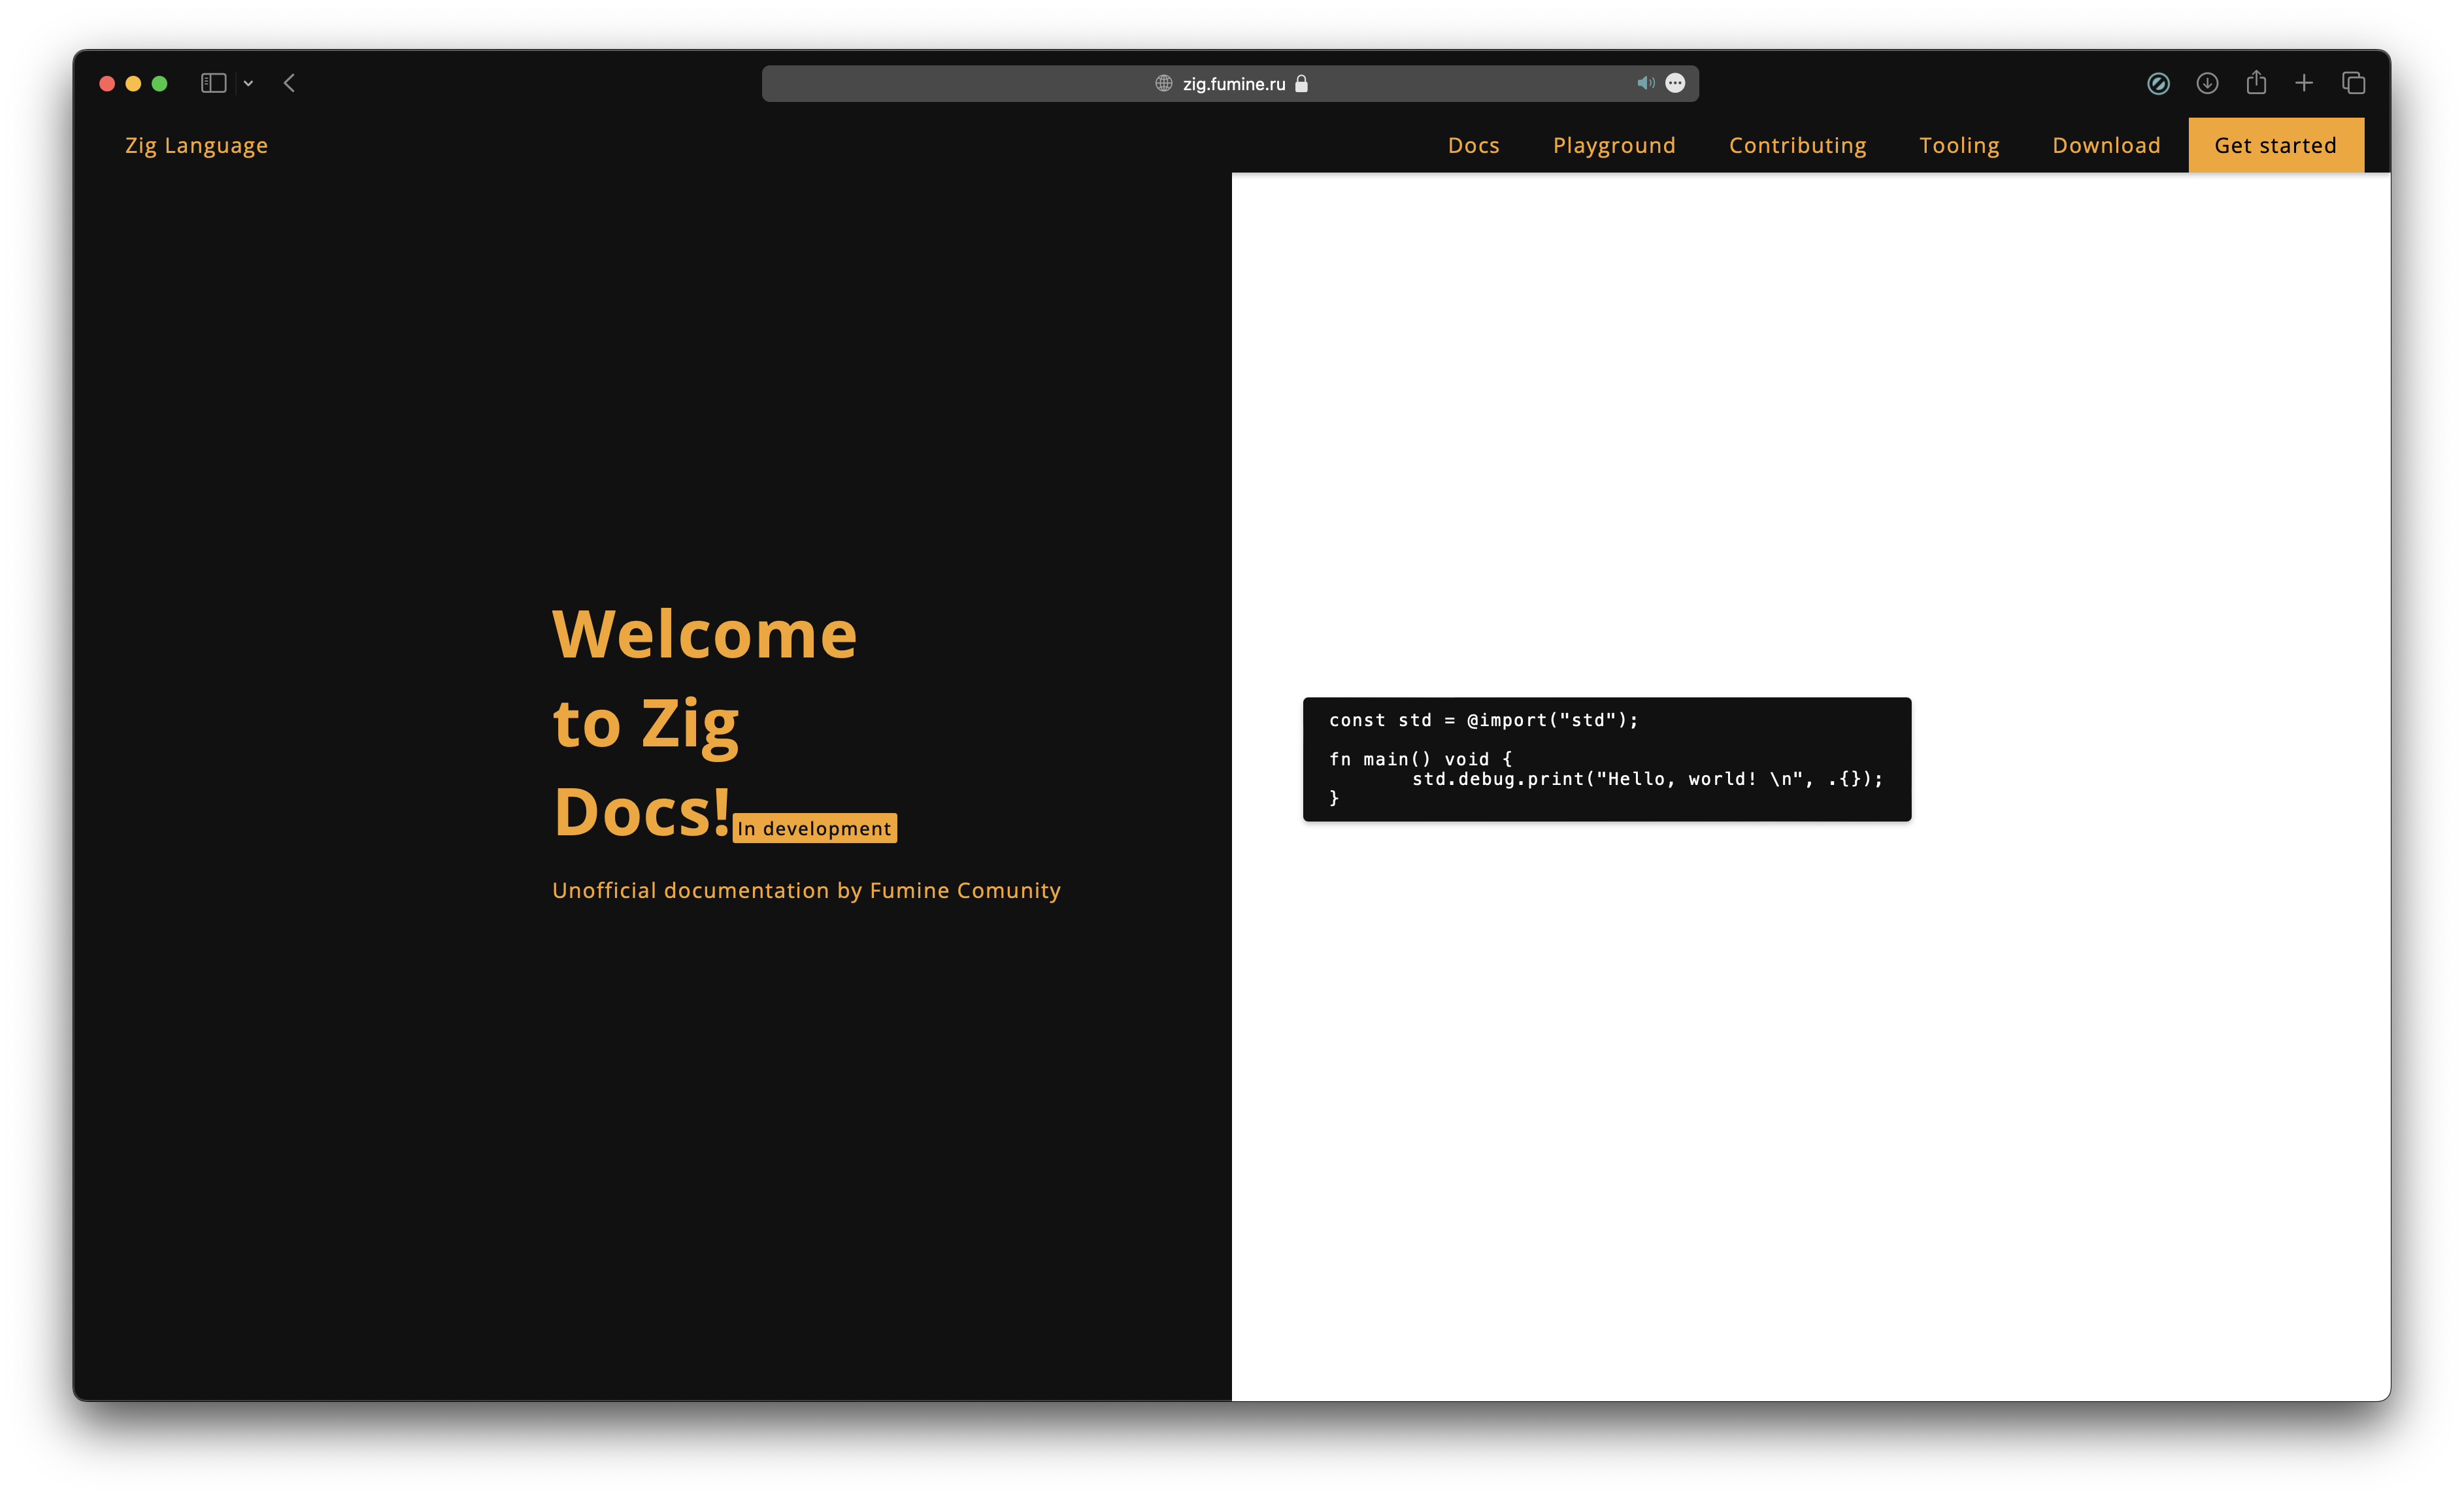 zig.fumine.ru
Zig Language
Docs Playground Contributing Tooling Download Get started
Welcome
to Zig
Docs! In development
Unofficial documentation by Fumine Comunity
const std = @import("std");
fn main() void {
std.debug.print("Hello, world! \n", .{});
}